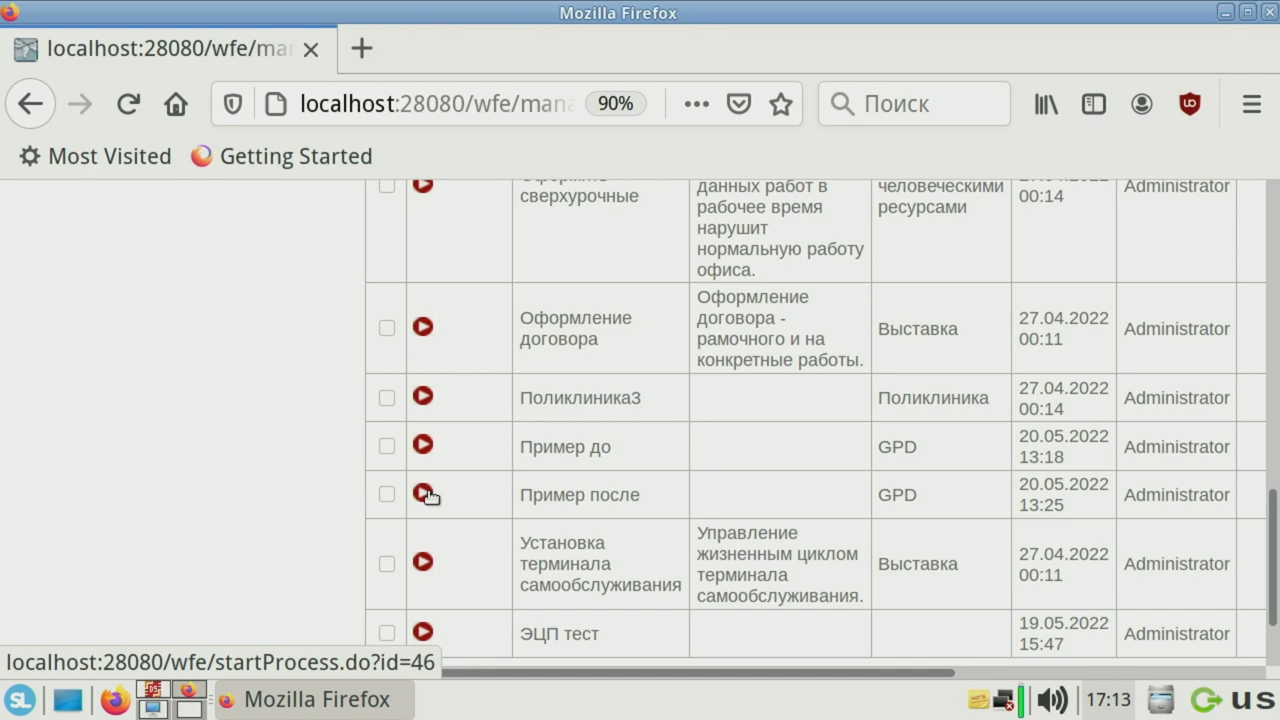 Mozilla Firefox
localhost:28080/wfe/mar
localhost:28080/wfe/mana
90%
Поиск
Most Visited
Getting Started
сверхурочные
данных работ в
рабочее время
нарушит
нормальную работу
офиса.
человеческими
ресурсами
00:14
Administrator
Оформление
договора
Оформление
договора -
рамочного и на
конкретные работы.
Выставка
27.04.2022
00:11
Administrator
Поликлиника3
Поликлиника
27.04.2022
00:14
Administrator
Пример до
GPD
20.05.2022
13:18
Administrator
Пример после
GPD
20.05.2022
13:25
Administrator
Установка
терминала
самообслуживания
Управление
жизненным циклом
терминала
самообслуживания.
Выставка
27.04.2022
00:11
Administrator
ЭЦП тест
19.05.2022
15:47
Administrator
localhost:28080/wfe/startProcess.do?id=46
SL
Mozilla Firefox
17:13
us